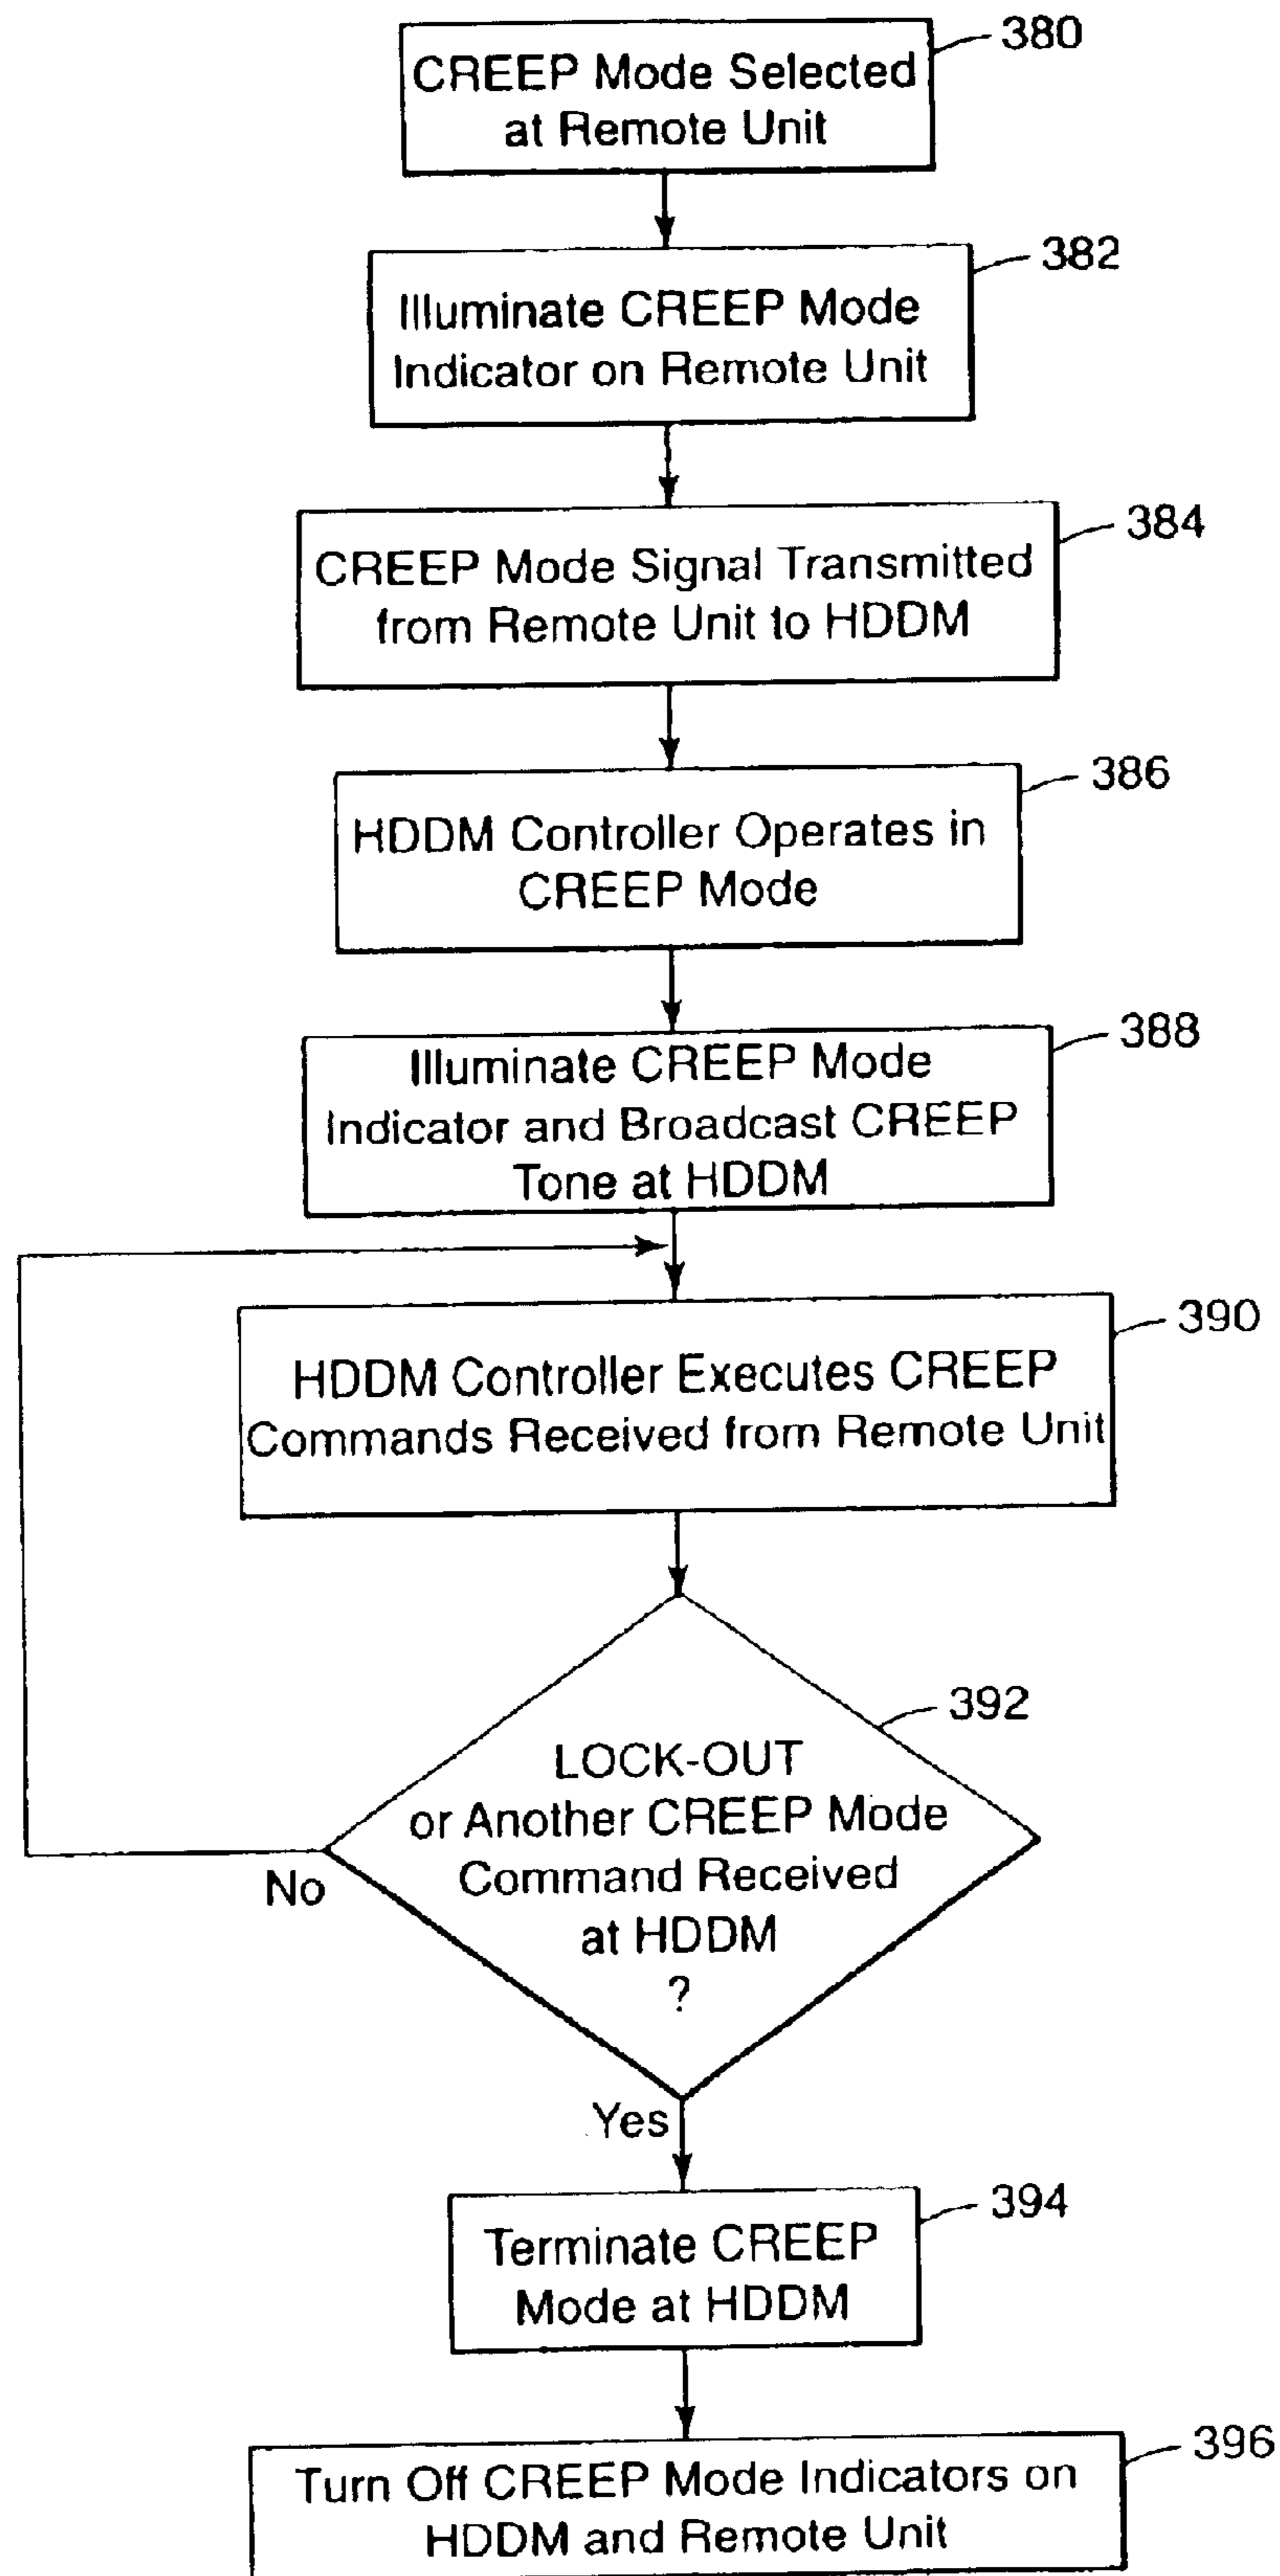 380
CREEP Mode Selected
at Remote Unit
382
Illuminate CREEP Mode
Indicator on Remote Unit
384
CREEP Mode Signal Transmitted
from Remote Unit to HDDM
386
HDDM Controller Operates in
CREEP Mode
388
Illuminate CREEP Mode
Indicator and Broadcast CREEP
Tone at HDDM
390
HDDM Controller Executes CREEP
Commands Received from Remote Unit
392
LOCK-OUT
or Another CREEP Mode
Command Received
at HDDM
?
No
Yes
394
Terminate CREEP
Mode at HDDM
396
Turn Off CREEP Mode Indicators on
HDDM and Remote Unit